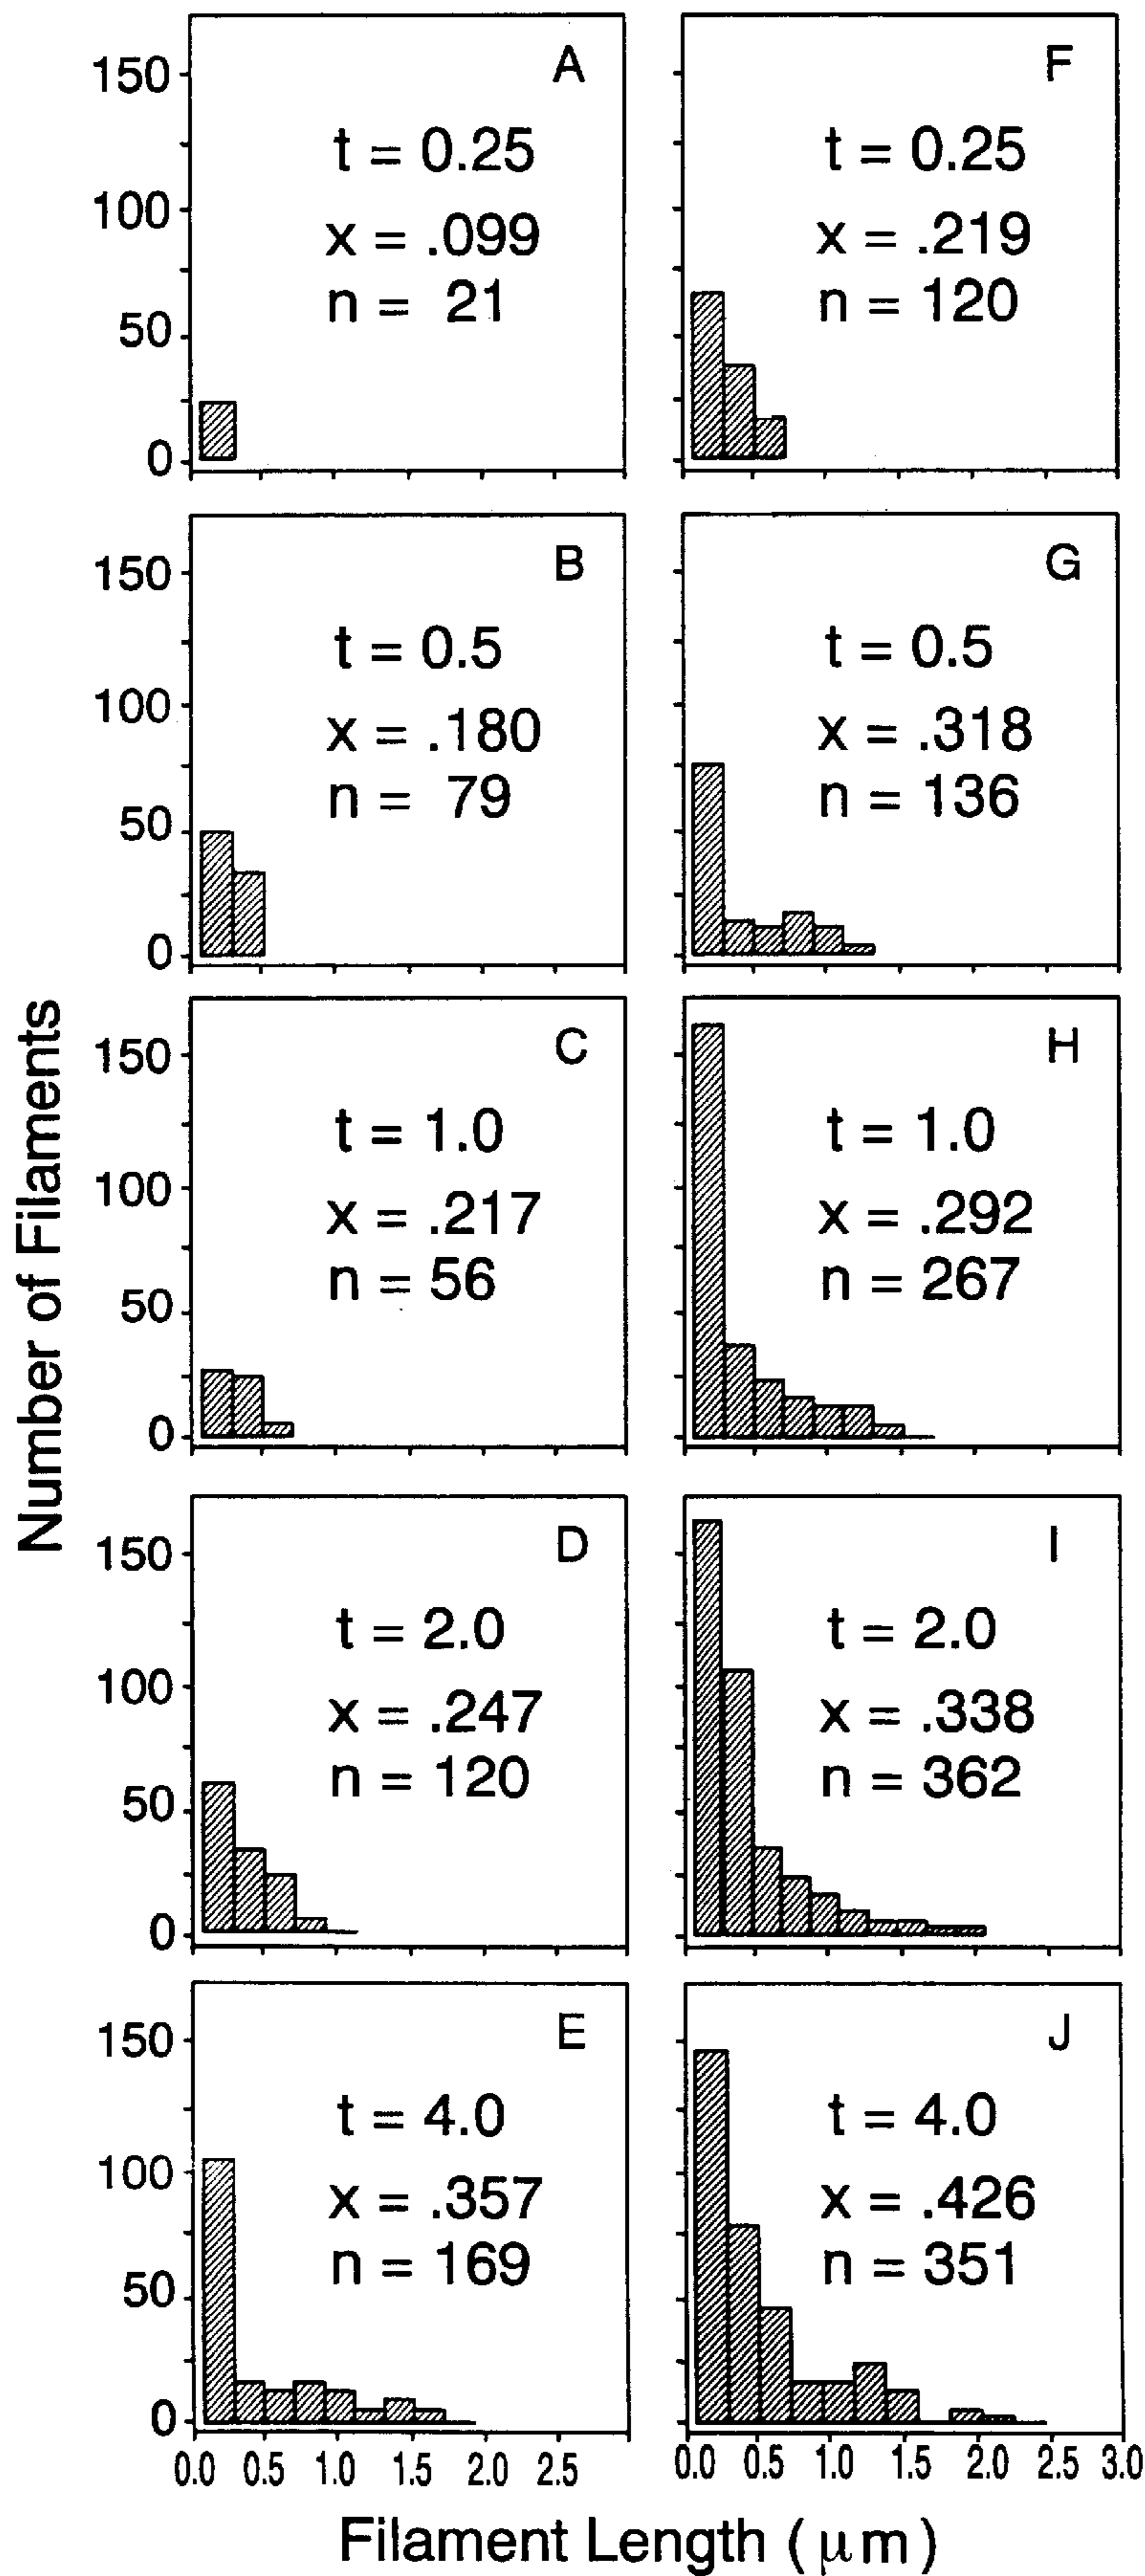 A
150
100
50
0
t = 0.25
x = .099
n = 21
F
t = 0.25
x = .219
n = 120
B
150
100
50
0
t = 0.5
x = .180
n = 79
G
t = 0.5
x = .318
n = 136
C
150
100
50
0
t = 1.0
x = .217
n = 56
H
t = 1.0
x = .292
n = 267
D
150
100
50
0
t = 2.0
x = .247
n = 120
I
t = 2.0
x = .338
n = 362
E
150
100
50
0
t = 4.0
x = .357
n = 169
J
t = 4.0
x = .426
n = 351
0.0 0.5 1.0 1.5 2.0 2.5
0.0 0.5 1.0 1.5 2.0 2.5 3.0
Number of Filaments
Filament Length ( μm )